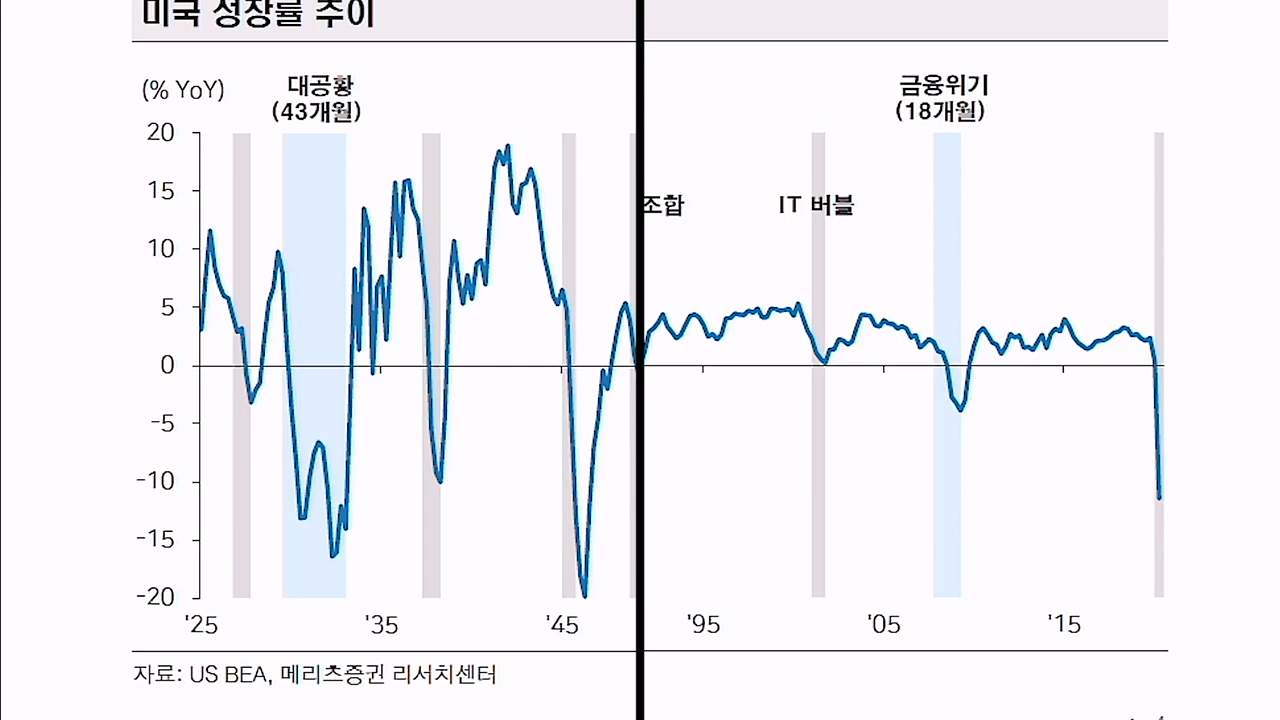 미국 성장률 추이
(% YoY)
대공황
(43개월)
금융위기
(18개월)
조합
IT 버블
20
15
10
5
0
-5
-10
-15
-20
'25 '35 '45 '95 '05 '15
자료: US BEA, 메리츠증권 리서치센터